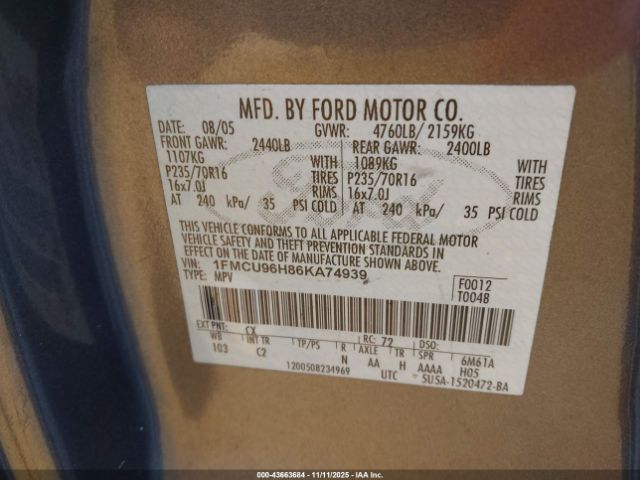 MFD. BY FORD MOTOR CO.
DATE: 08/05 GVWR: 4760LB/ 2159KG
FRONT GAWR: 2440LB REAR GAWR: 2400LB
1107KG WITH 1089KG WITH
P235/70R16 TIRES P235/70R16 TIRES
16x7.0J RIMS 16x7.0J RIMS
AT 240 kPa/ 35 PSI COLD AT 240 kPa/ 35 PSI COLD
THIS VEHICLE CONFORMS TO ALL APPLICABLE FEDERAL MOTOR
VEHICLE SAFETY AND THEFT PREVENTION STANDARDS IN
EFFECT ON THE DATE OF MANUFACTURE SHOWN ABOVE.
VIN: 1FMCU96H86KA74939
TYPE: MPV
F0012
T0048
EXT PNT: CX RC: 72 DSO:
WB INT TR TP/PS R AXLE TR SPR 6M61A
103 C2 N AA H AAAA H05
1200508234969 UTC 5USA-1520472-BA
000-43663684 - 11/11/2025 - IAA, Inc.